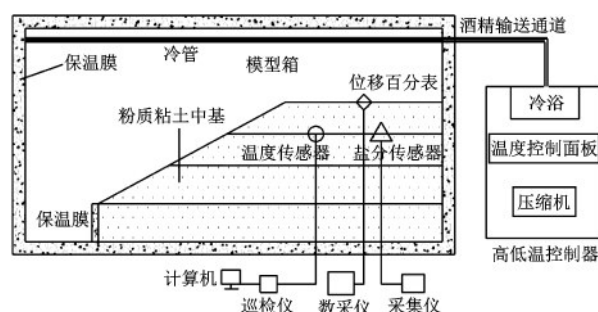 酒精输送通道
保温膜
冷管
模型箱
位移百分表
冷浴
粉质粘土中基
温度传感器
盐分传感器
温度控制面板
压缩机
保温膜
高低温控制器
计算机
巡检仪
数采仪
采集仪